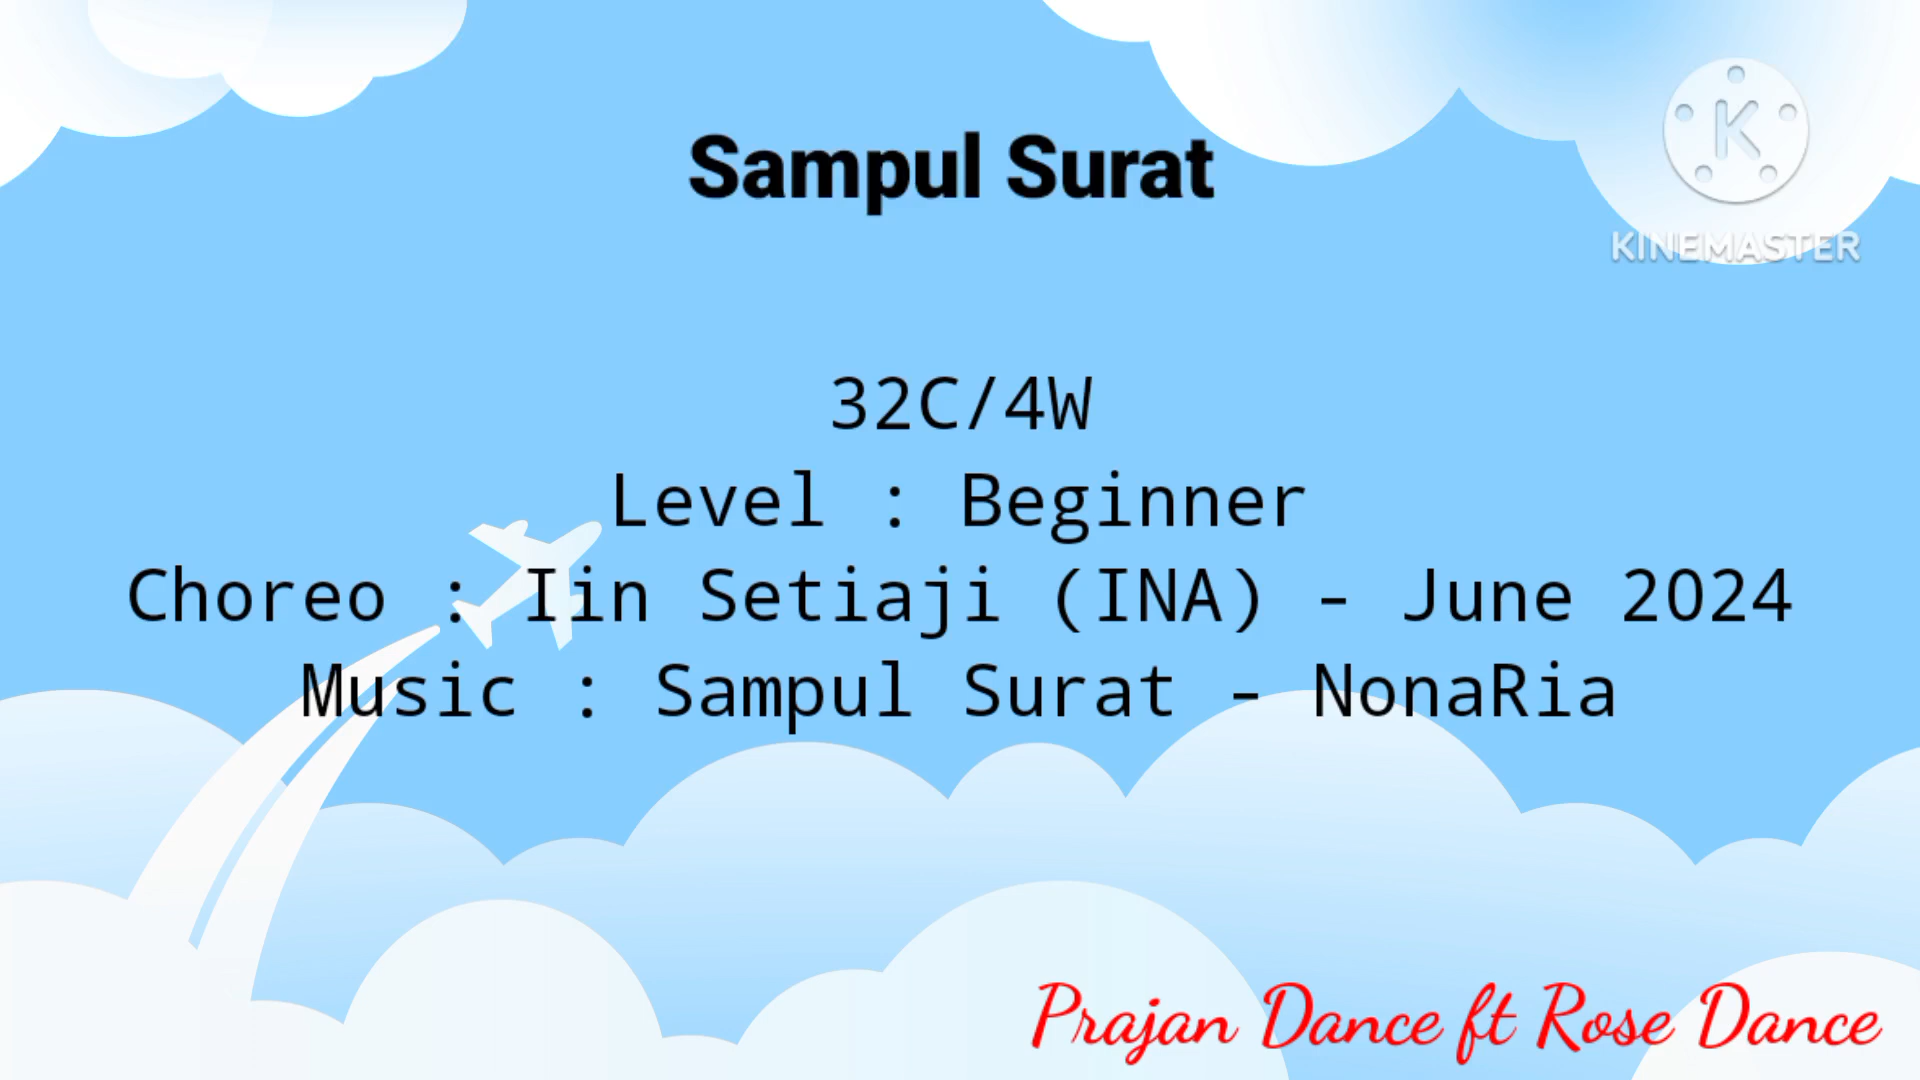 Sampul Surat
K
KINEMASTER
32C/4W
Level : Beginner
Choreo : Iin Setiaji (INA) - June 2024
Music : Sampul Surat - NonaRia
Prajan Dance ft Rose Dance